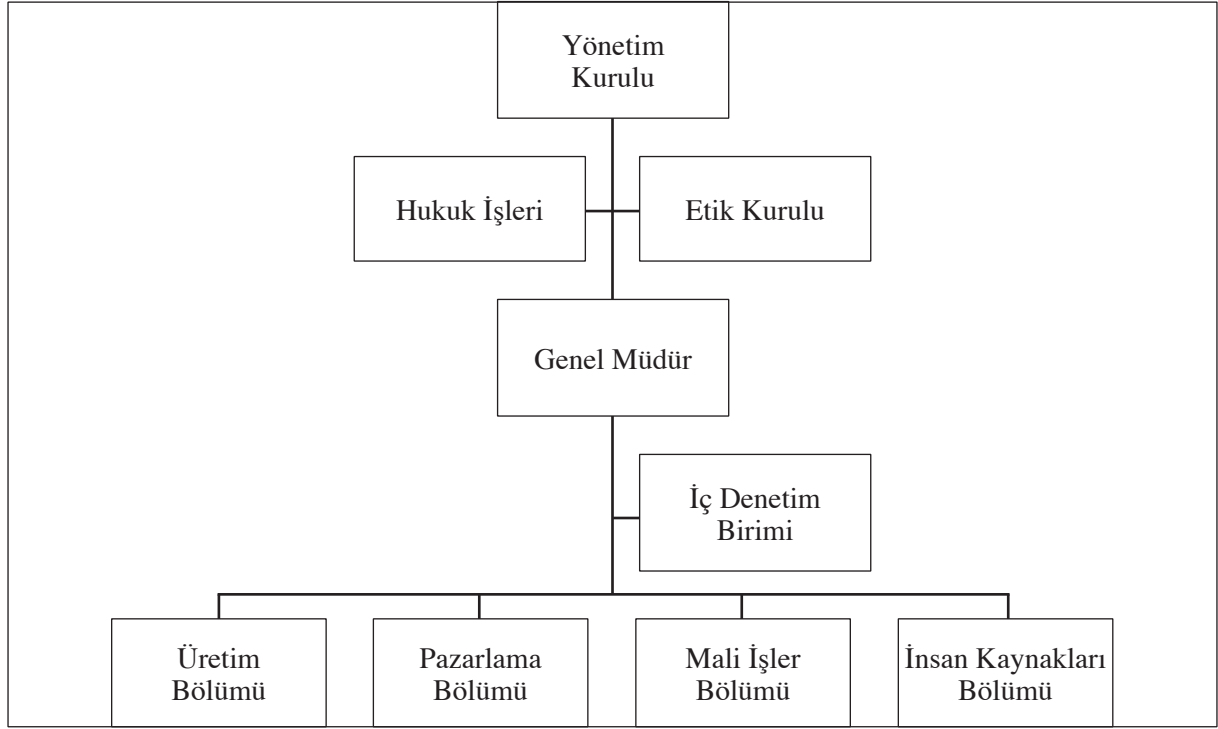 Yönetim
Kurulu
Hukuk İşleri
Etik Kurulu
Genel Müdür
İç Denetim
Birimi
Üretim
Bölümü
Pazarlama
Bölümü
Mali İşler
Bölümü
İnsan Kaynakları
Bölümü